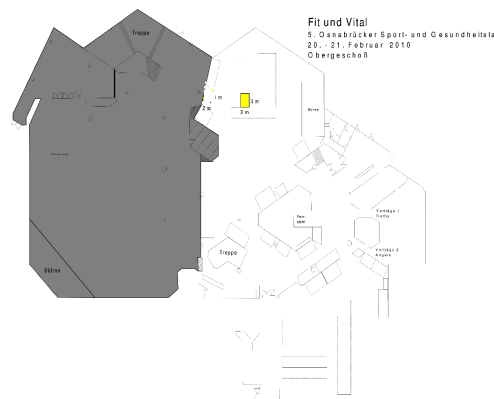 Fit und Vital
5. Osnabrücker Sport- und Gesundheitsta
20. - 21. Februar 2010
Obergeschoß
Treppe
1 m
2 m
3 m
2 m
Bühne
Vorträge 1
Vorträge 2
Treppe
Bühne